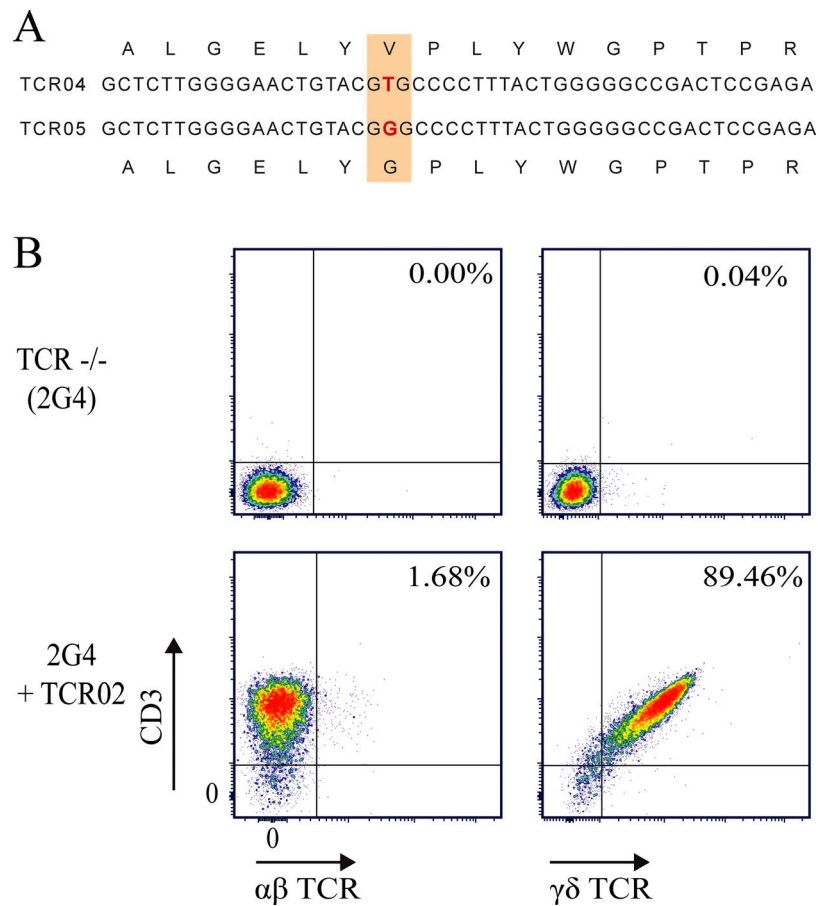 A
A L G E L Y V P L Y W G P T P R
TCR04 GCTCTTGGGGAACTGTACGTGCCCCTTTACTGGGGGCCGACTCCGAGA
TCR05 GCTCTTGGGGAACTGTACGGGCCCCTTTACTGGGGGCCGACTCCGAGA
A L G E L Y G P L Y W G P T P R
B
TCR -/-
(2G4)
0.00%
0.04%
2G4
+ TCR02
1.68%
89.46%
CD3
0
0
αβ TCR
γδ TCR